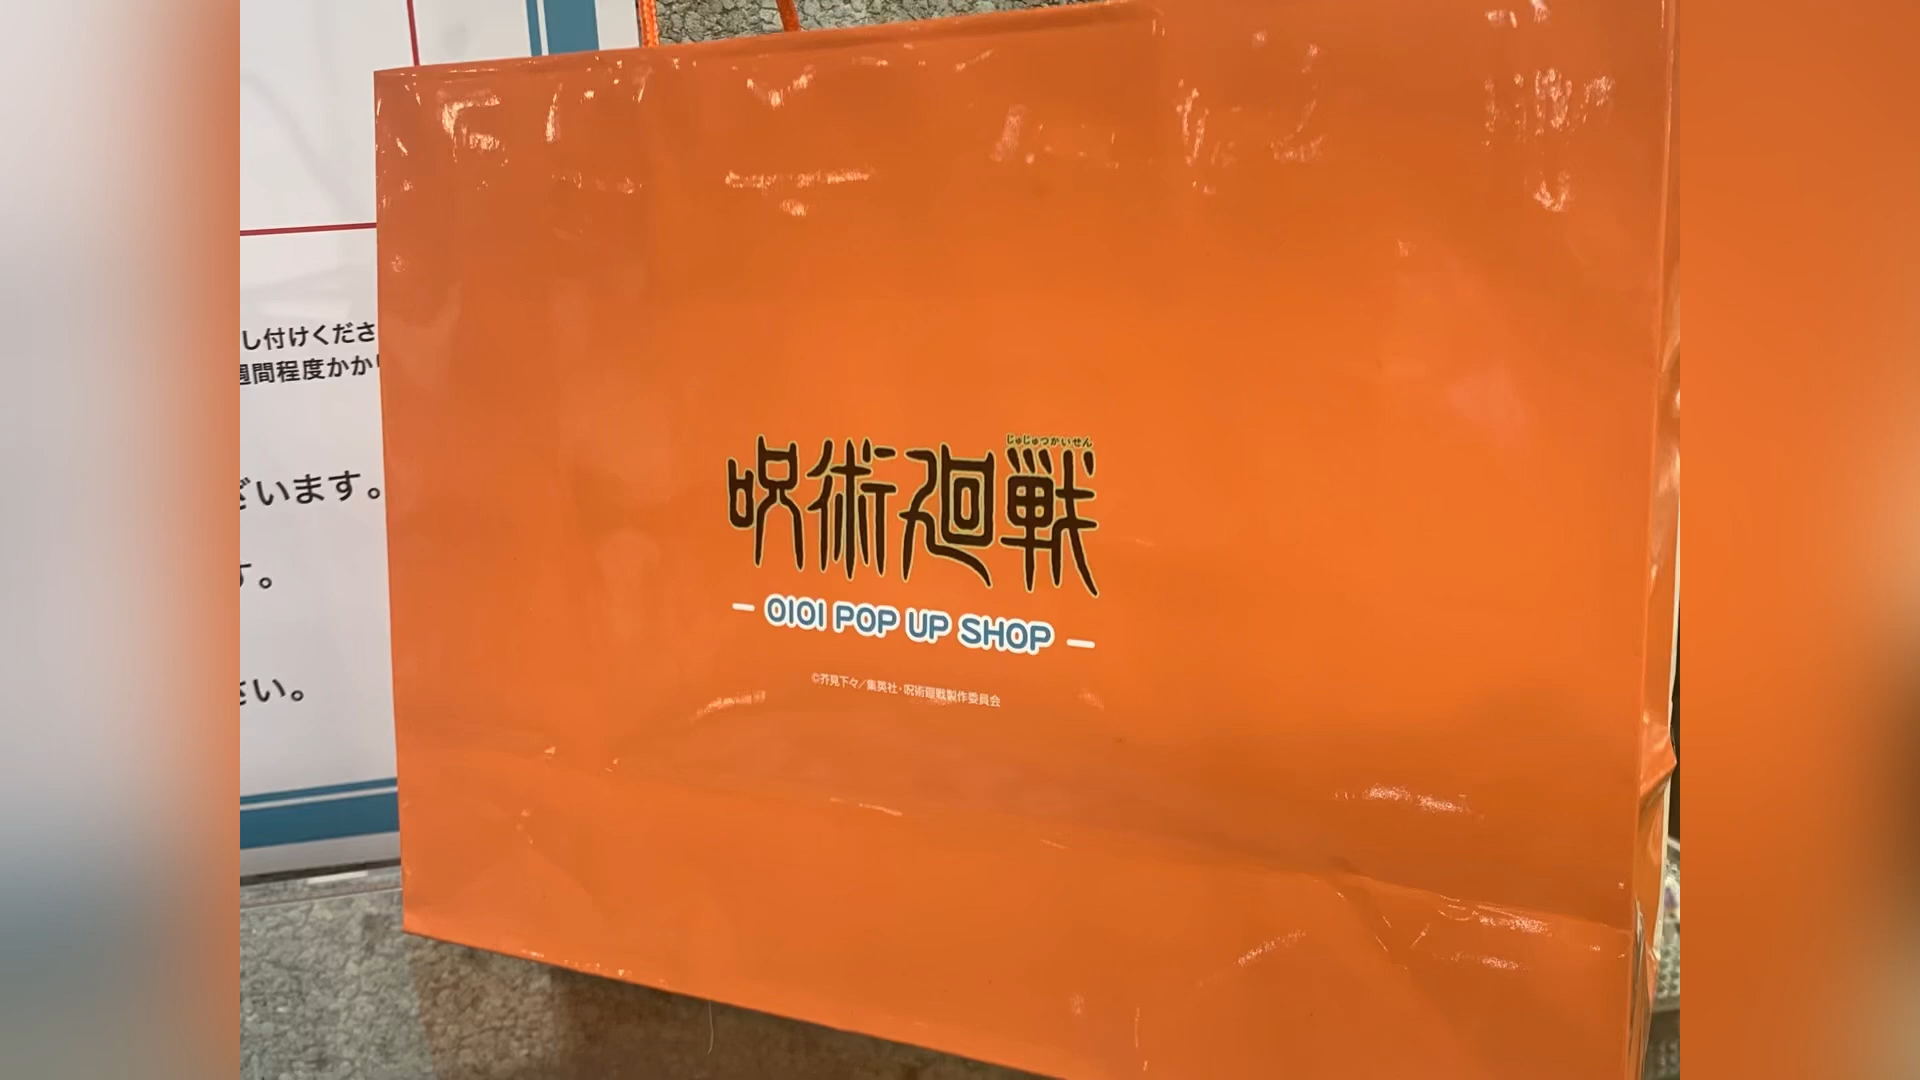 し付けくださ
週間程度かか
ざいます。
す。
さい。
じゅじゅつかいせん
呪術廻戦
― OIOI POP UP SHOP ―
©芥見下々／集英社・呪術廻戦製作委員会